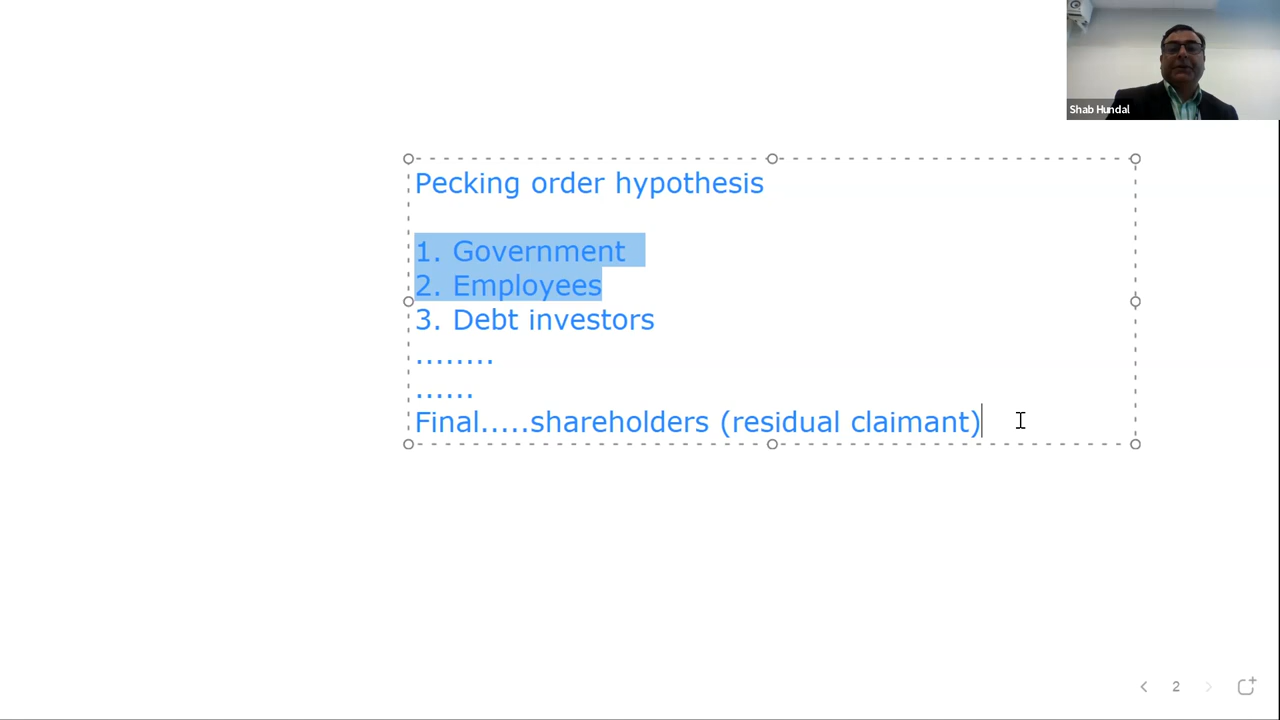 Shab Hundal
Pecking order hypothesis
1. Government
2. Employees
3. Debt investors
........
......
Final.....shareholders (residual claimant)
2